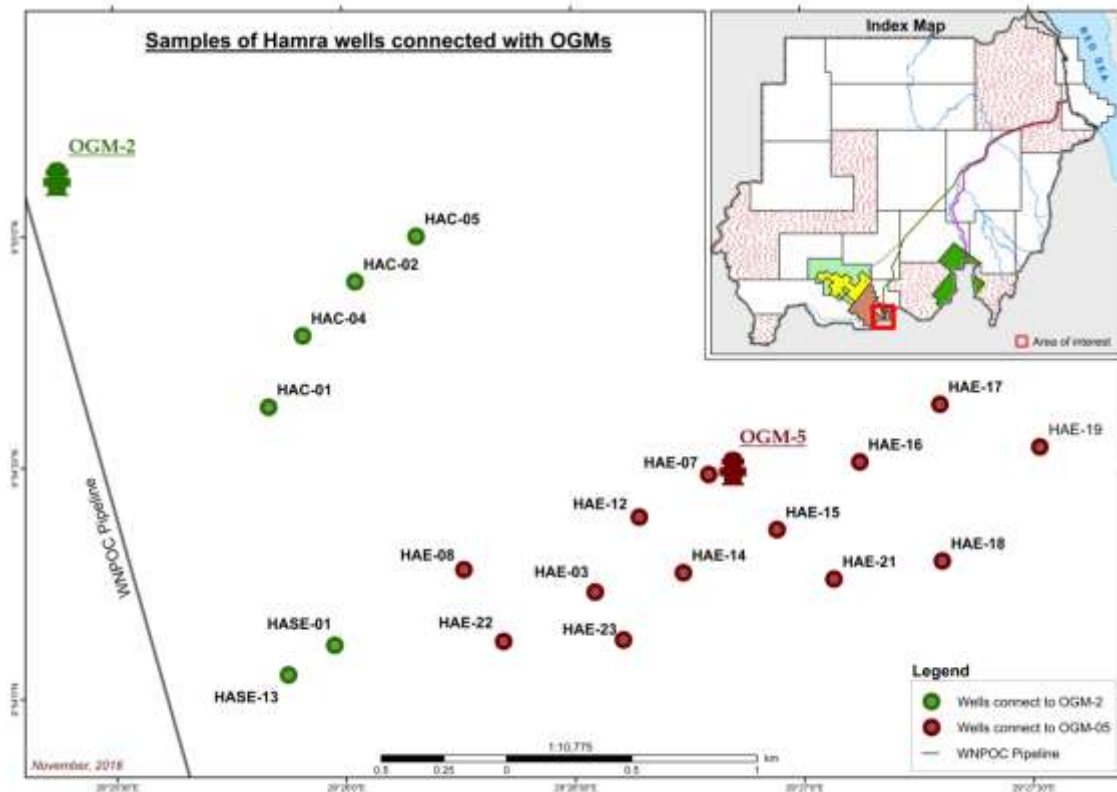 Samples of Hamra wells connected with OGMs
Index Map
RED SEA
Area of interest
OGM-2
HAC-05
HAC-02
HAC-04
HAC-01
HAE-17
HAE-19
OGM-5
HAE-16
HAE-07
HAE-12
HAE-15
HAE-08
HAE-14
HAE-18
HAE-03
HAE-21
WNPOC Pipeline
HASE-01
HAE-22
HAE-23
HASE-13
Legend
Wells connect to OGM-2
Wells connect to OGM-05
WNPOC Pipeline
1:10,775
km
0.5
0.25
0
0.5
1
November, 2016